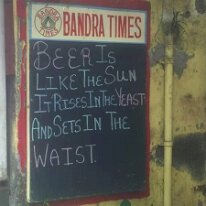 BANDRA TIMES
BEER IS
LIKE THE SUN
IT RISES IN THE YEAST
AND SETS IN THE
WAIST.